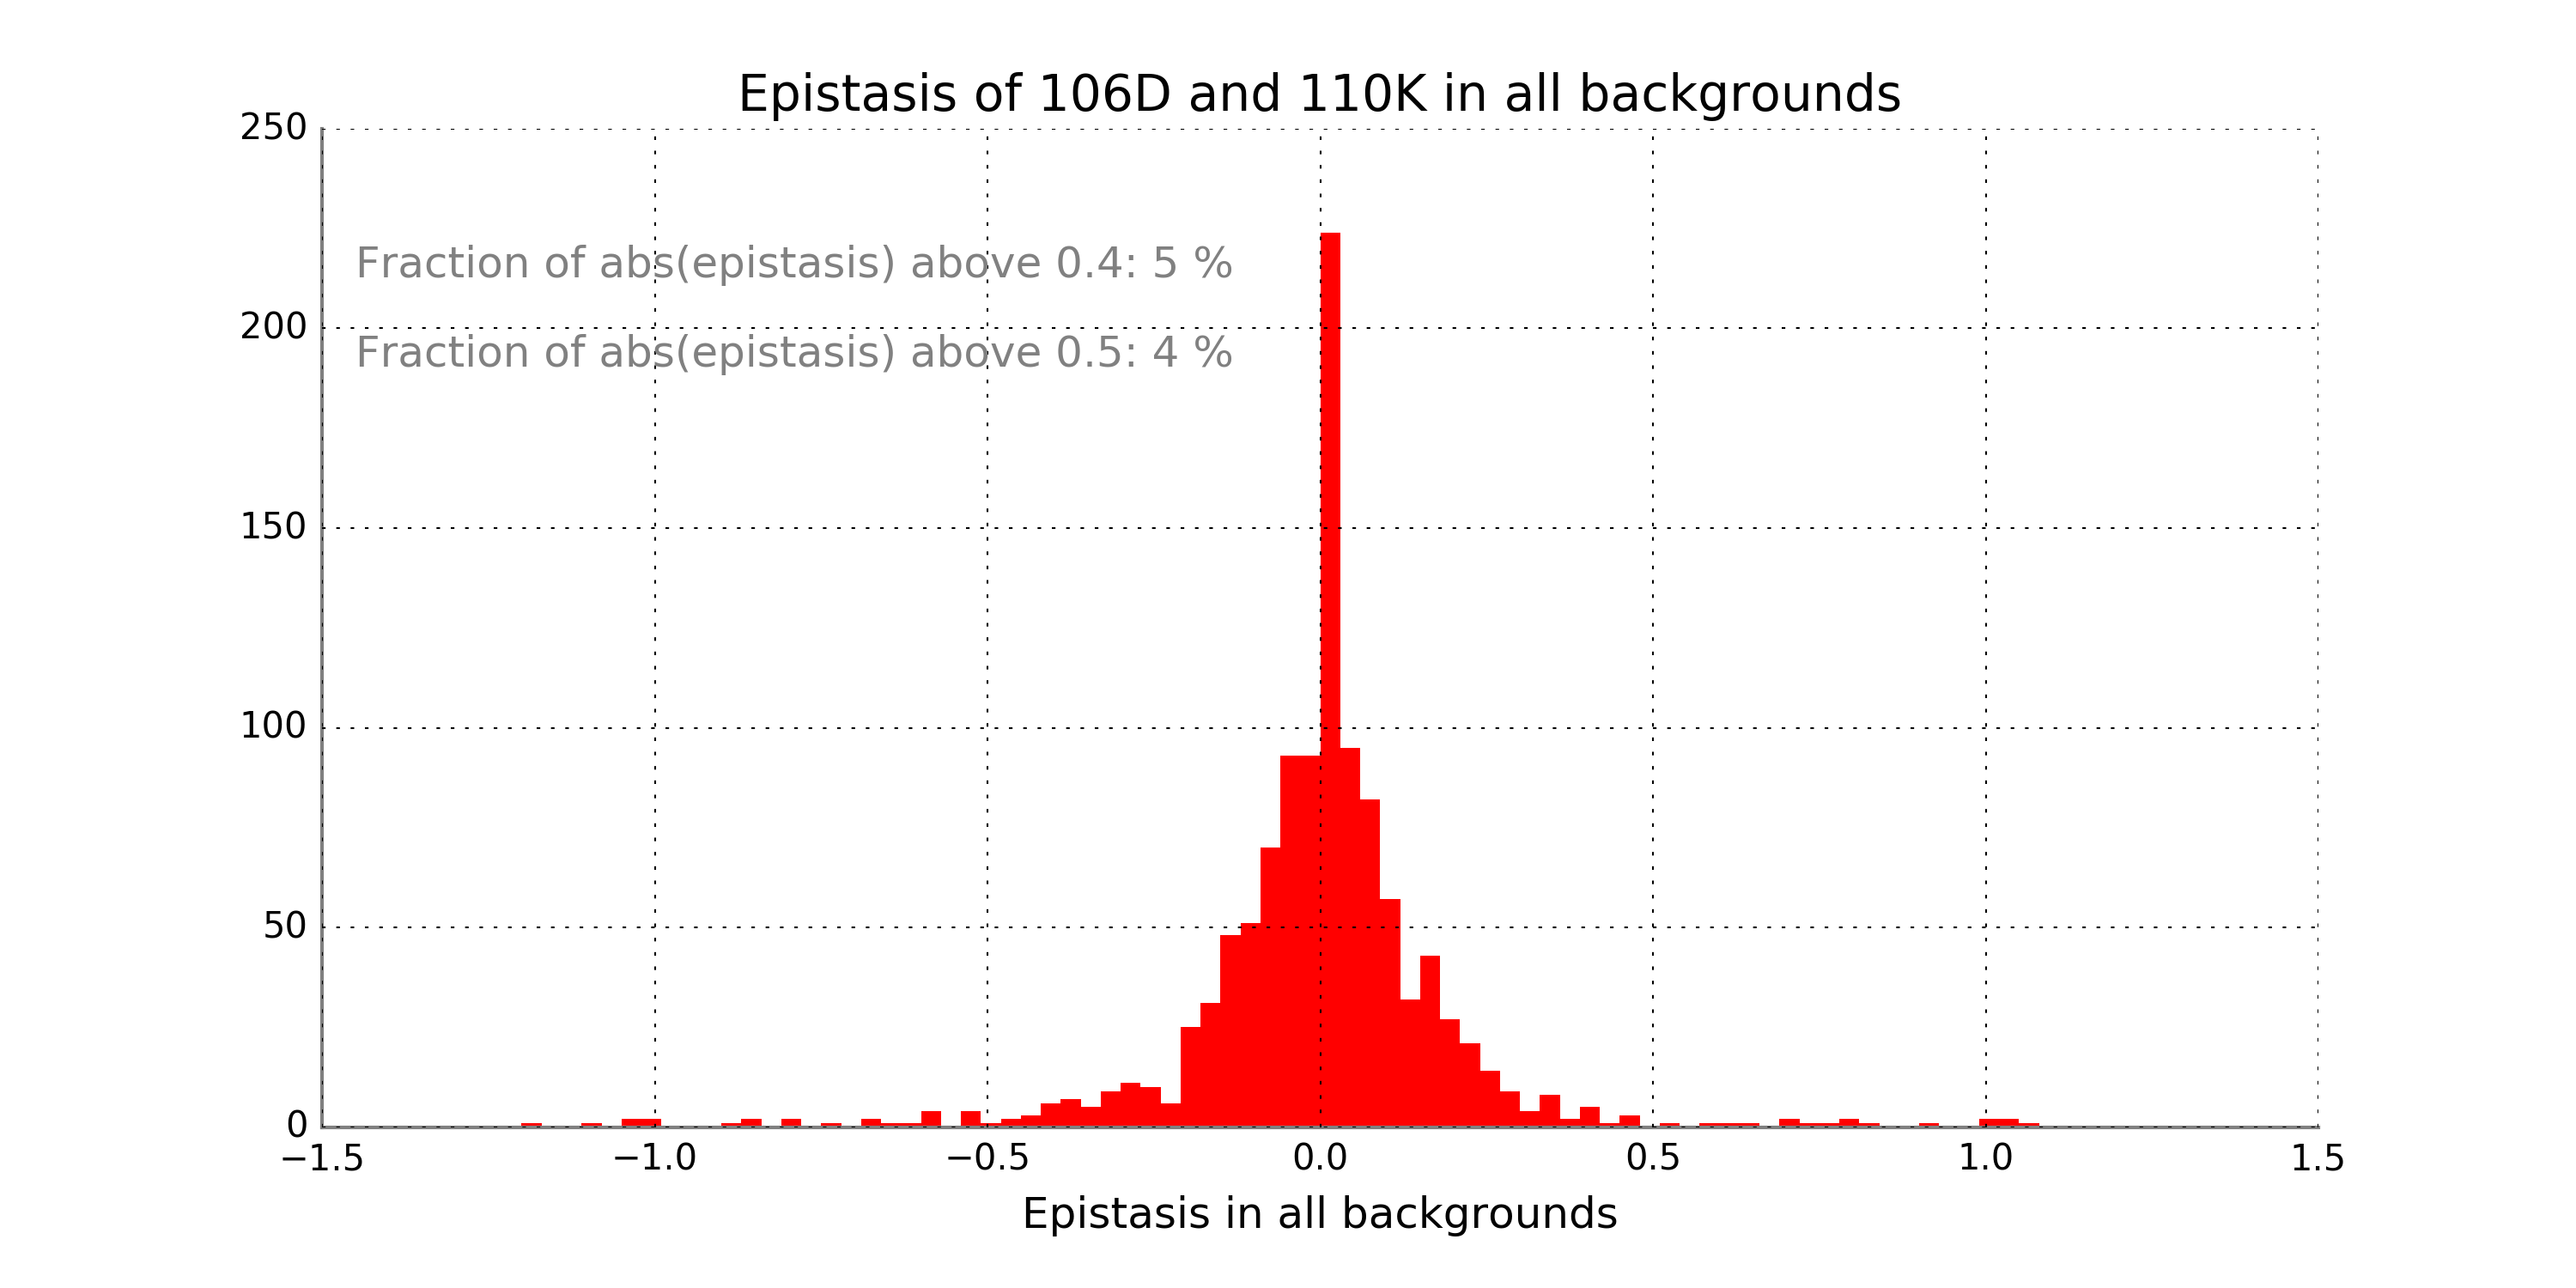 Epistasis of 106D and 110K in all backgrounds
250
Fraction of abs(epistasis) above 0.4: 5 %
200
Fraction of abs(epistasis) above 0.5: 4 %
150
100
50
0
−1.5 −1.0 −0.5 0.0 0.5 1.0 1.5
Epistasis in all backgrounds